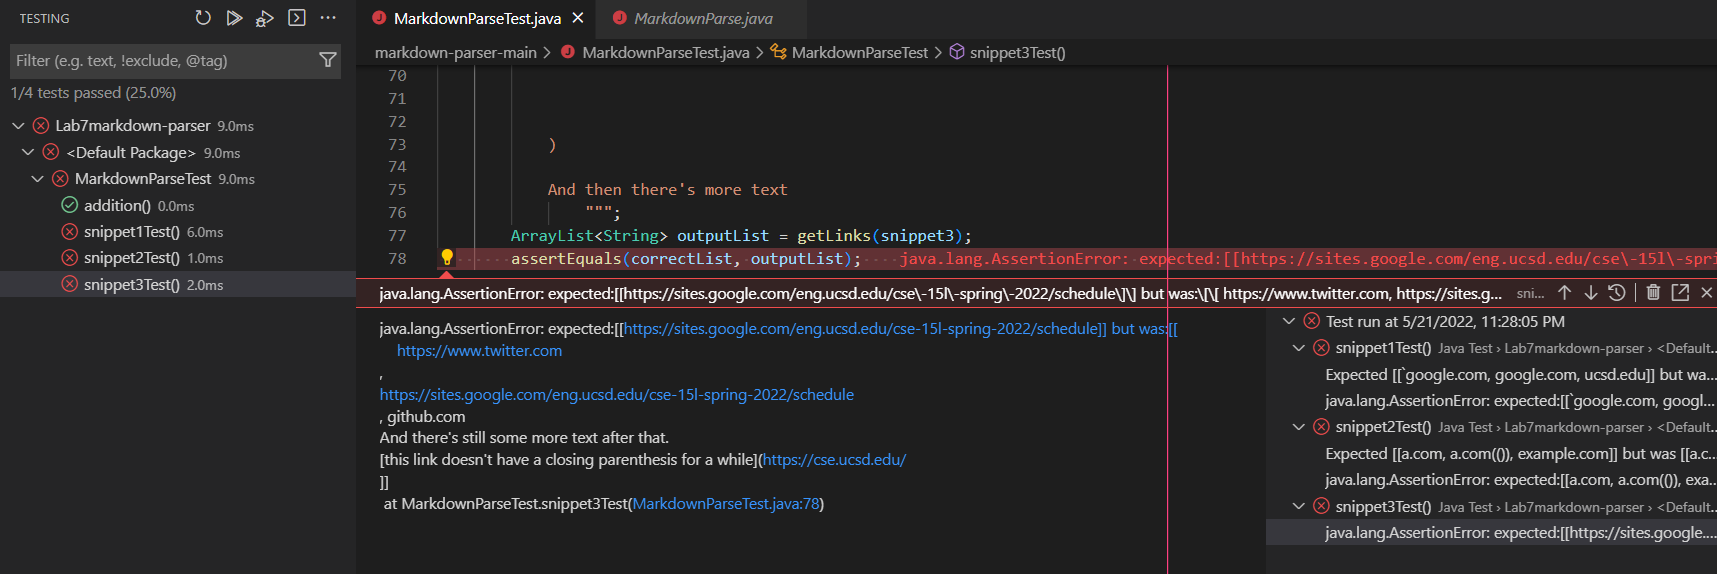 TESTING
MarkdownParseTest.java
MarkdownParse.java
Filter (e.g. text, !exclude, @tag)
markdown-parser-main > MarkdownParseTest.java > MarkdownParseTest > snippet3Test()
1/4 tests passed (25.0%)
Lab7markdown-parser 9.0ms
<Default Package> 9.0ms
MarkdownParseTest 9.0ms
addition() 0.0ms
snippet1Test() 6.0ms
snippet2Test() 1.0ms
snippet3Test() 2.0ms
70
71
72
73 )
74
75 And then there's more text
76 """;
77 ArrayList<String> outputList = getLinks(snippet3);
78 assertEquals(correctList, outputList); java.lang.AssertionError: expected:[[https://sites.google.com/eng.ucsd.edu/cse\-15l\-spri
java.lang.AssertionError: expected:[[https://sites.google.com/eng.ucsd.edu/cse\-15l\-spring\-2022/schedule\]\] but was:\[\[ https://www.twitter.com, https://sites.g... sni...
java.lang.AssertionError: expected:[[https://sites.google.com/eng.ucsd.edu/cse-15l-spring-2022/schedule]] but was:[[
https://www.twitter.com
,
https://sites.google.com/eng.ucsd.edu/cse-15l-spring-2022/schedule
, github.com
And there's still some more text after that.
[this link doesn't have a closing parenthesis for a while](https://cse.ucsd.edu/
]]
at MarkdownParseTest.snippet3Test(MarkdownParseTest.java:78)
Test run at 5/21/2022, 11:28:05 PM
snippet1Test() Java Test > Lab7markdown-parser > <Default...
Expected [[`google.com, google.com, ucsd.edu]] but wa...
java.lang.AssertionError: expected:[[`google.com, googl...
snippet2Test() Java Test > Lab7markdown-parser > <Default...
Expected [[a.com, a.com(()), example.com]] but was [[a.c...
java.lang.AssertionError: expected:[[a.com, a.com(()), exa...
snippet3Test() Java Test > Lab7markdown-parser > <Default...
java.lang.AssertionError: expected:[[https://sites.google....